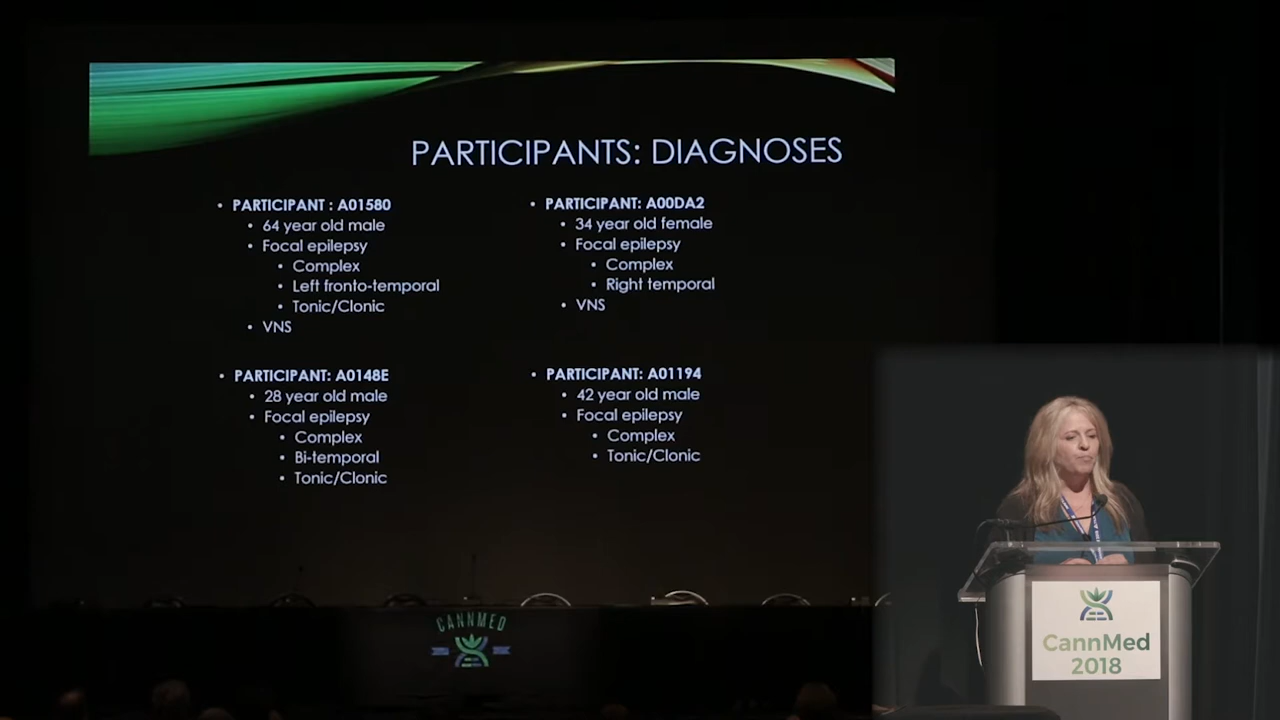 PARTICIPANTS: DIAGNOSES
• PARTICIPANT : A01580
• 64 year old male
• Focal epilepsy
• Complex
• Left fronto-temporal
• Tonic/Clonic
• VNS
• PARTICIPANT: A00DA2
• 34 year old female
• Focal epilepsy
• Complex
• Right temporal
• VNS
• PARTICIPANT: A0148E
• 28 year old male
• Focal epilepsy
• Complex
• Bi-temporal
• Tonic/Clonic
• PARTICIPANT: A01194
• 42 year old male
• Focal epilepsy
• Complex
• Tonic/Clonic
CANNMED
CannMed
2018